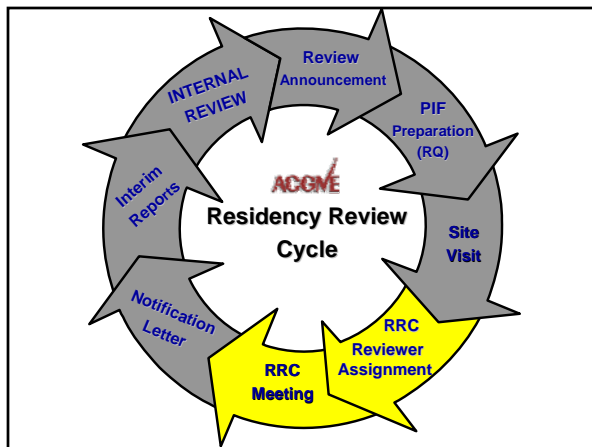 ACGME
Residency Review
Cycle
Review
Announcement
PIF
Preparation
(RQ)
Site
Visit
RRC
Reviewer
Assignment
RRC
Meeting
Notification
Letter
Interim
Reports
INTERNAL
REVIEW